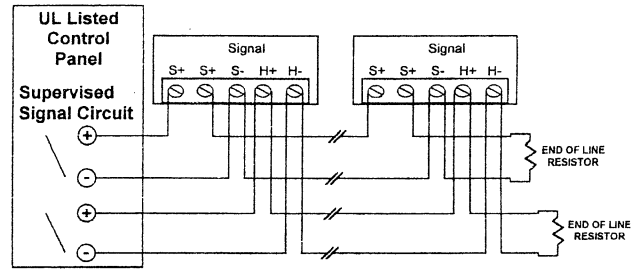 UL Listed
Control
Panel
Supervised
Signal Circuit
+
-
+
-
Signal
S+ S+ S- H+ H-
Signal
S+ S+ S- H+ H-
END OF LINE
RESISTOR
END OF LINE
RESISTOR